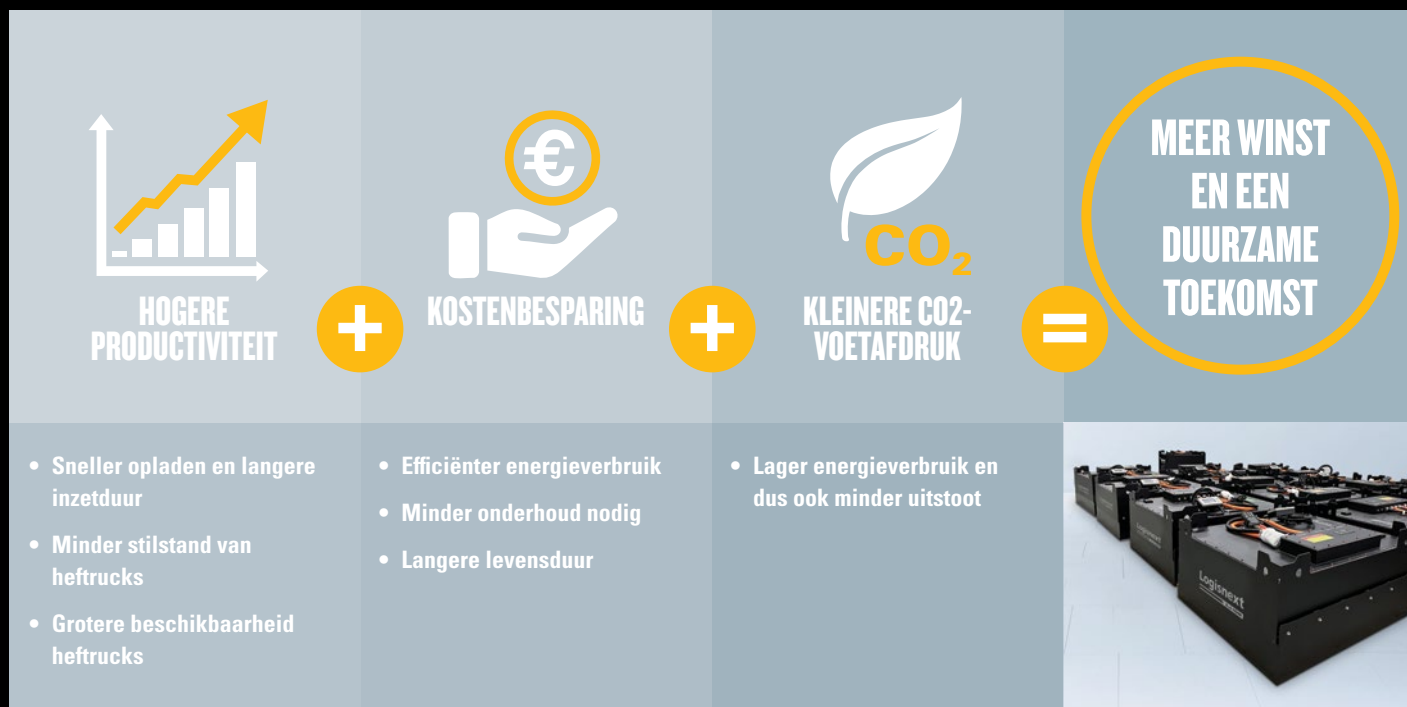 HOGERE
PRODUCTIVITEIT
+
KOSTENBESPARING
€
+
KLEINERE CO2-
VOETAFDRUK
CO₂
=
MEER WINST
EN EEN
DUURZAME
TOEKOMST
• Sneller opladen en langere
inzetduur
• Minder stilstand van
heftrucks
• Grotere beschikbaarheid
heftrucks
• Efficiënter energieverbruik
• Minder onderhoud nodig
• Langere levensduur
• Lager energieverbruik en
dus ook minder uitstoot
Logisnext